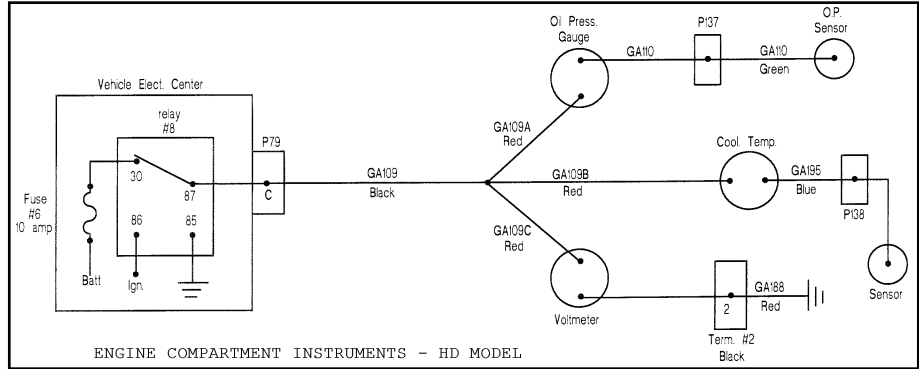 Oil Press.
Gauge
GA110
P137
GA110
Green
O.P.
Sensor
Vehicle Elect. Center
relay
#8
P79
30
87
C
86
85
Fuse
#6
10 amp
Batt
Ign.
GA109
Black
GA109A
Red
GA109B
Red
GA109C
Red
Cool. Temp.
GA195
Blue
P138
Sensor
Voltmeter
2
GA188
Red
Term. #2
Black
ENGINE COMPARTMENT INSTRUMENTS - HD MODEL